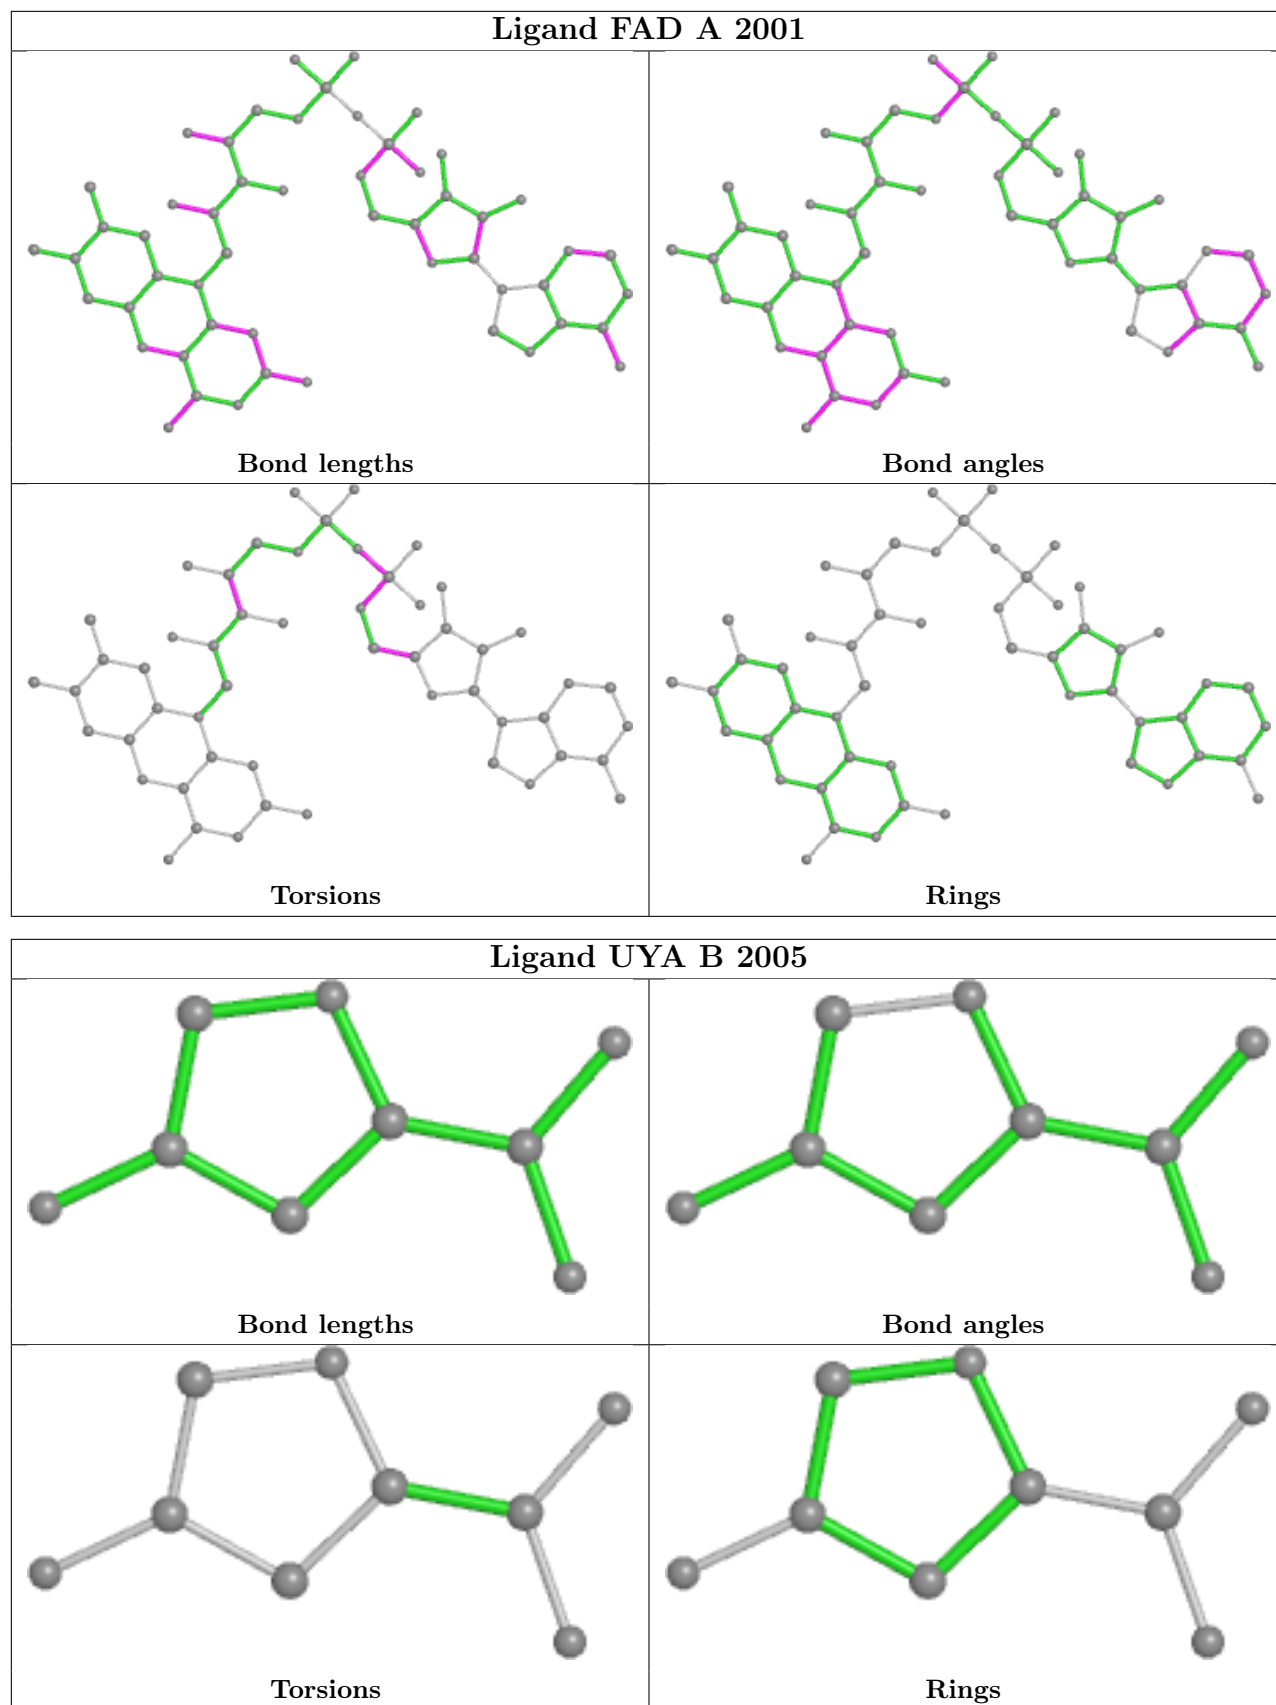 Ligand FAD A 2001
Bond lengths
Bond angles
Torsions
Rings
Ligand UYA B 2005
Bond lengths
Bond angles
Torsions
Rings